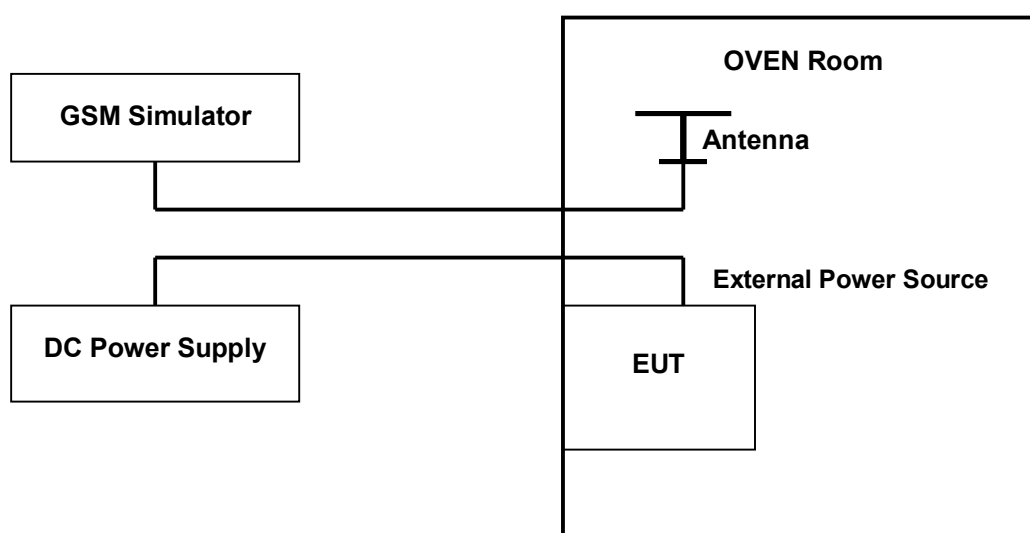 OVEN Room
GSM Simulator
Antenna
External Power Source
DC Power Supply
EUT